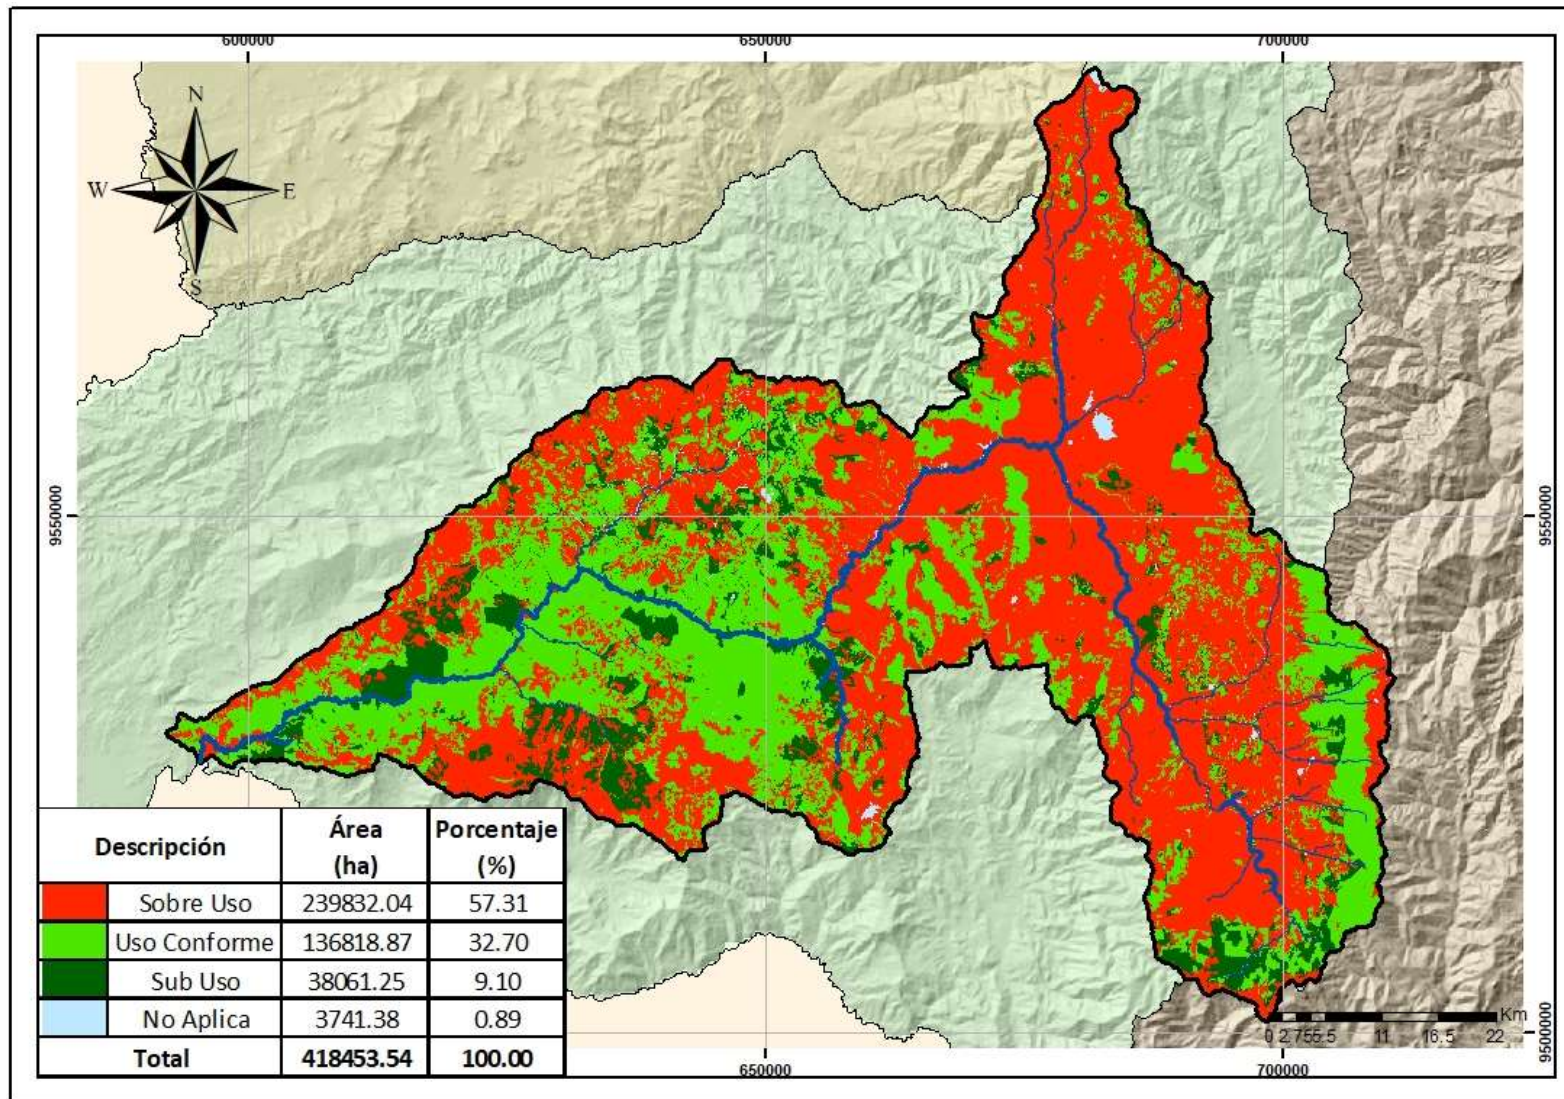 600000 650000 700000
N
W E
S
9550000 9550000
Descripción Área (ha) Porcentaje (%)
Sobre Uso 239832.04 57.31
Uso Conforme 136818.87 32.70
Sub Uso 38061.25 9.10
No Aplica 3741.38 0.89
Total 418453.54 100.00
Km
0 2.75 5.5 11 16.5 22
9500000
650000 700000